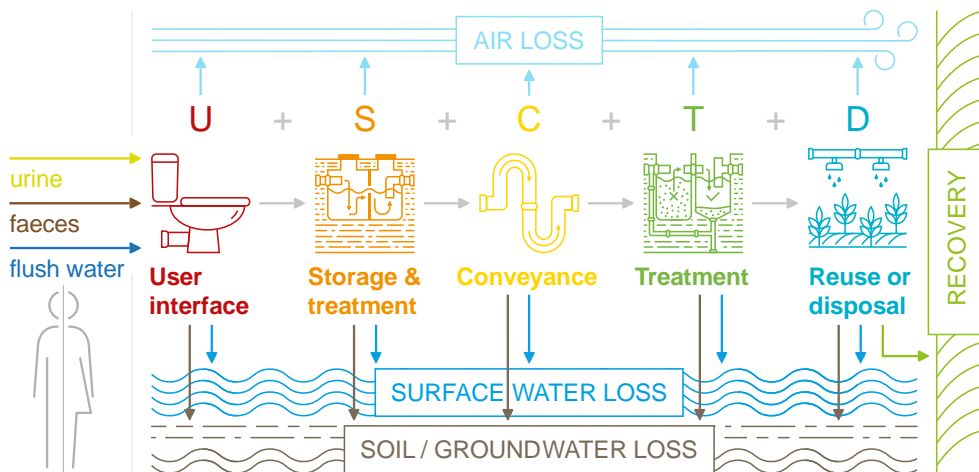 AIR LOSS
U + S + C + T + D
urine
faeces
flush water
User
interface
Storage &
treatment
Conveyance
Treatment
Reuse or
disposal
RECOVERY
SURFACE WATER LOSS
SOIL / GROUNDWATER LOSS